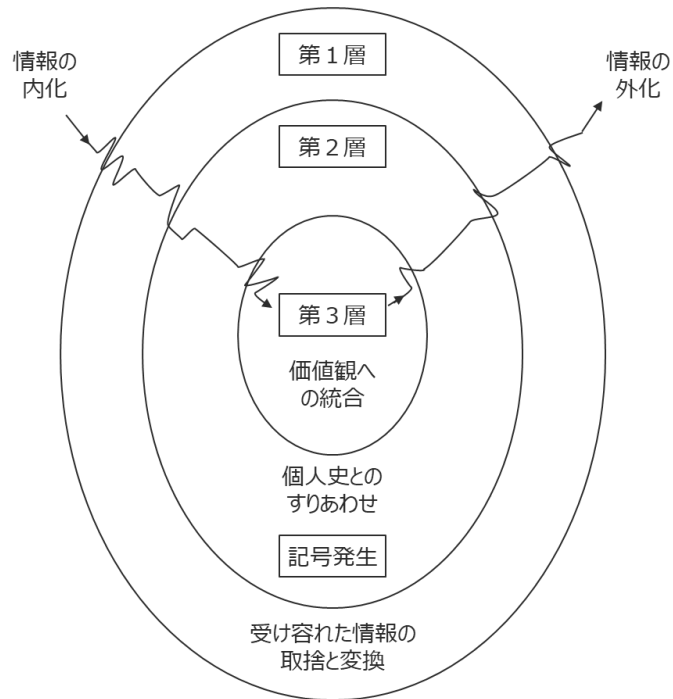 第１層
情報の
内化
情報の
外化
第２層
第３層
価値観へ
の統合
個人史との
すりあわせ
記号発生
受け容れた情報の
取捨と変換